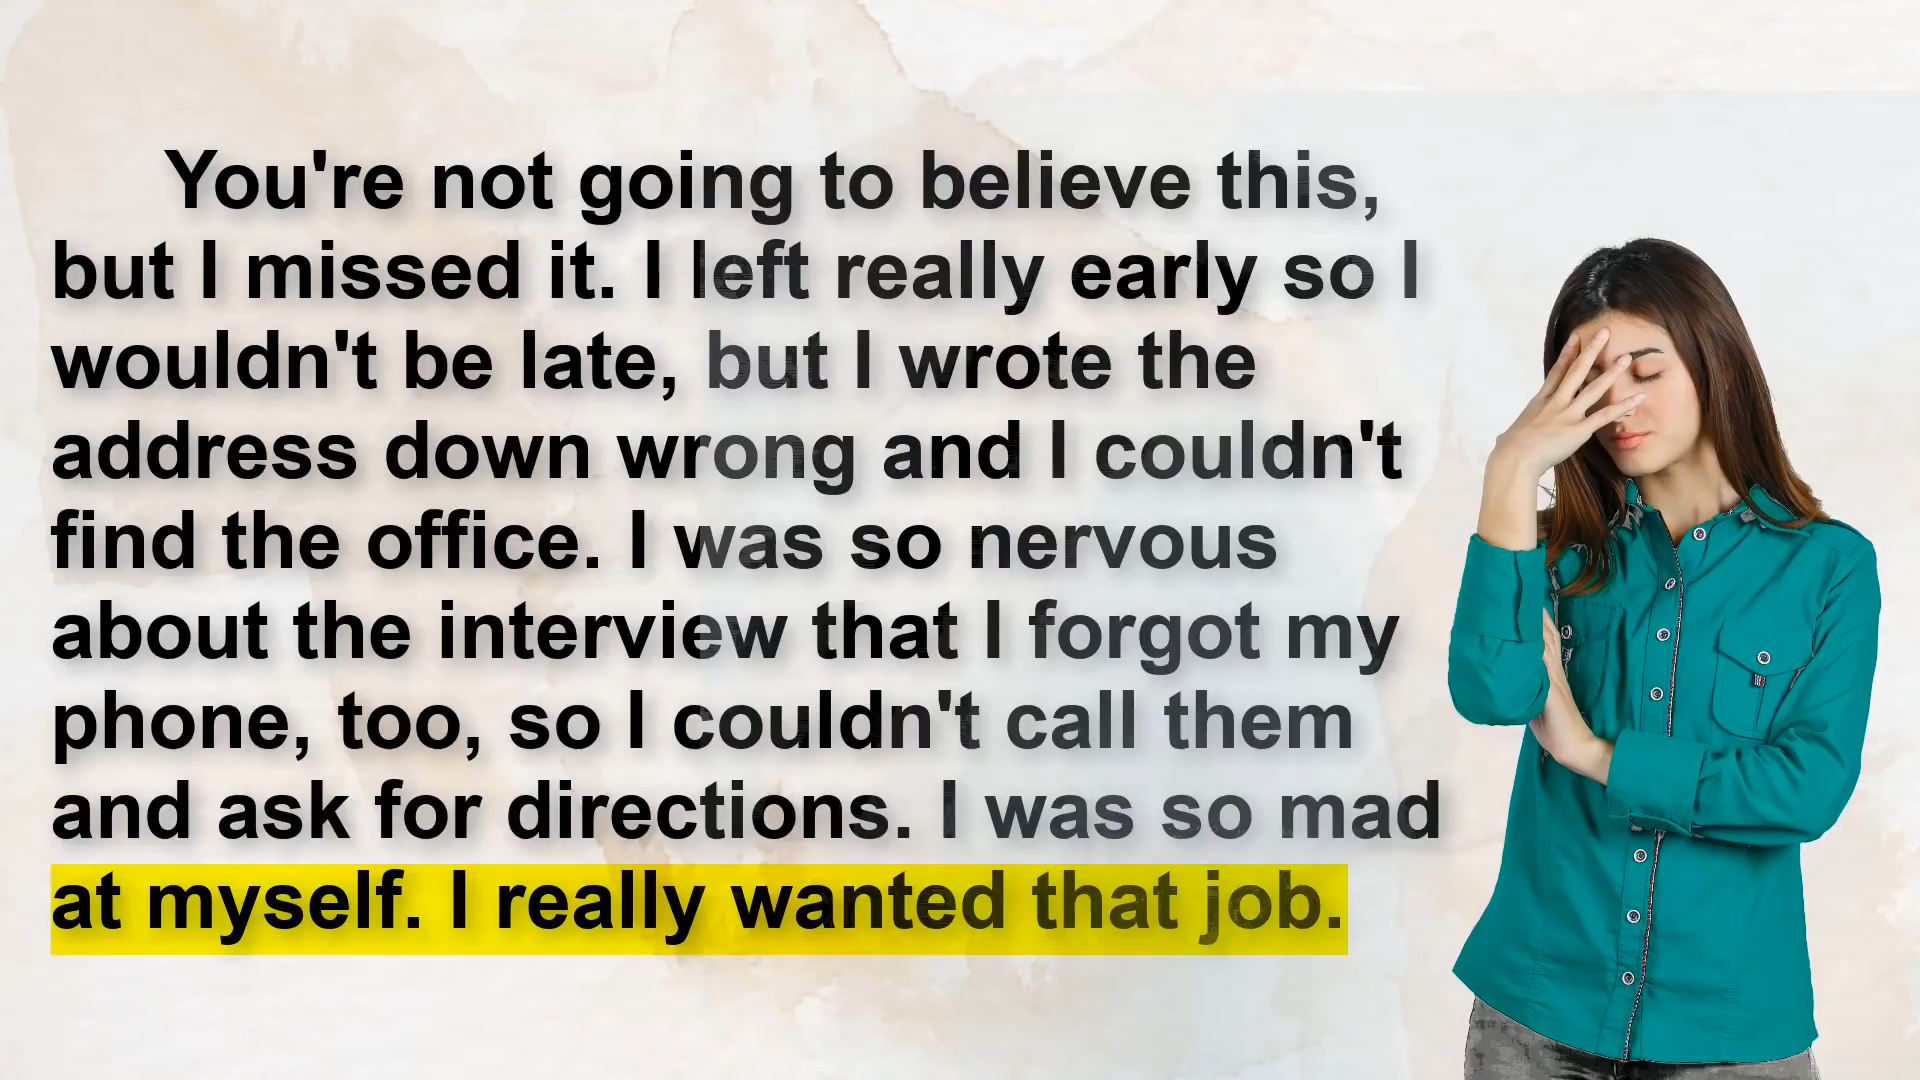 You're not going to believe this,
but I missed it. I left really early so I
wouldn't be late, but I wrote the
address down wrong and I couldn't
find the office. I was so nervous
about the interview that I forgot my
phone, too, so I couldn't call them
and ask for directions. I was so mad
at myself. I really wanted that job.